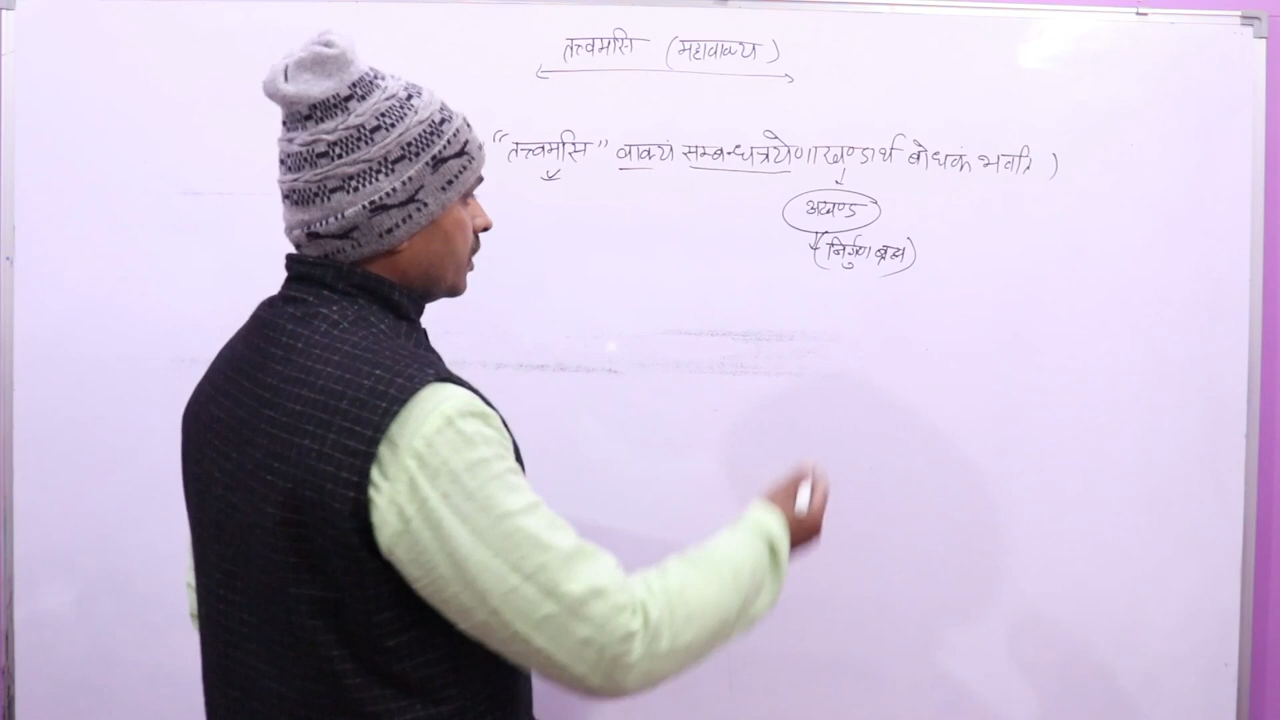 तत्त्वमसि (महावाक्य)
“तत्त्वमसि” वाक्यं सम्बन्धत्रयेणाखण्डार्थ बोधकं भवति)
अखण्ड
(निर्गुण ब्रह्म)